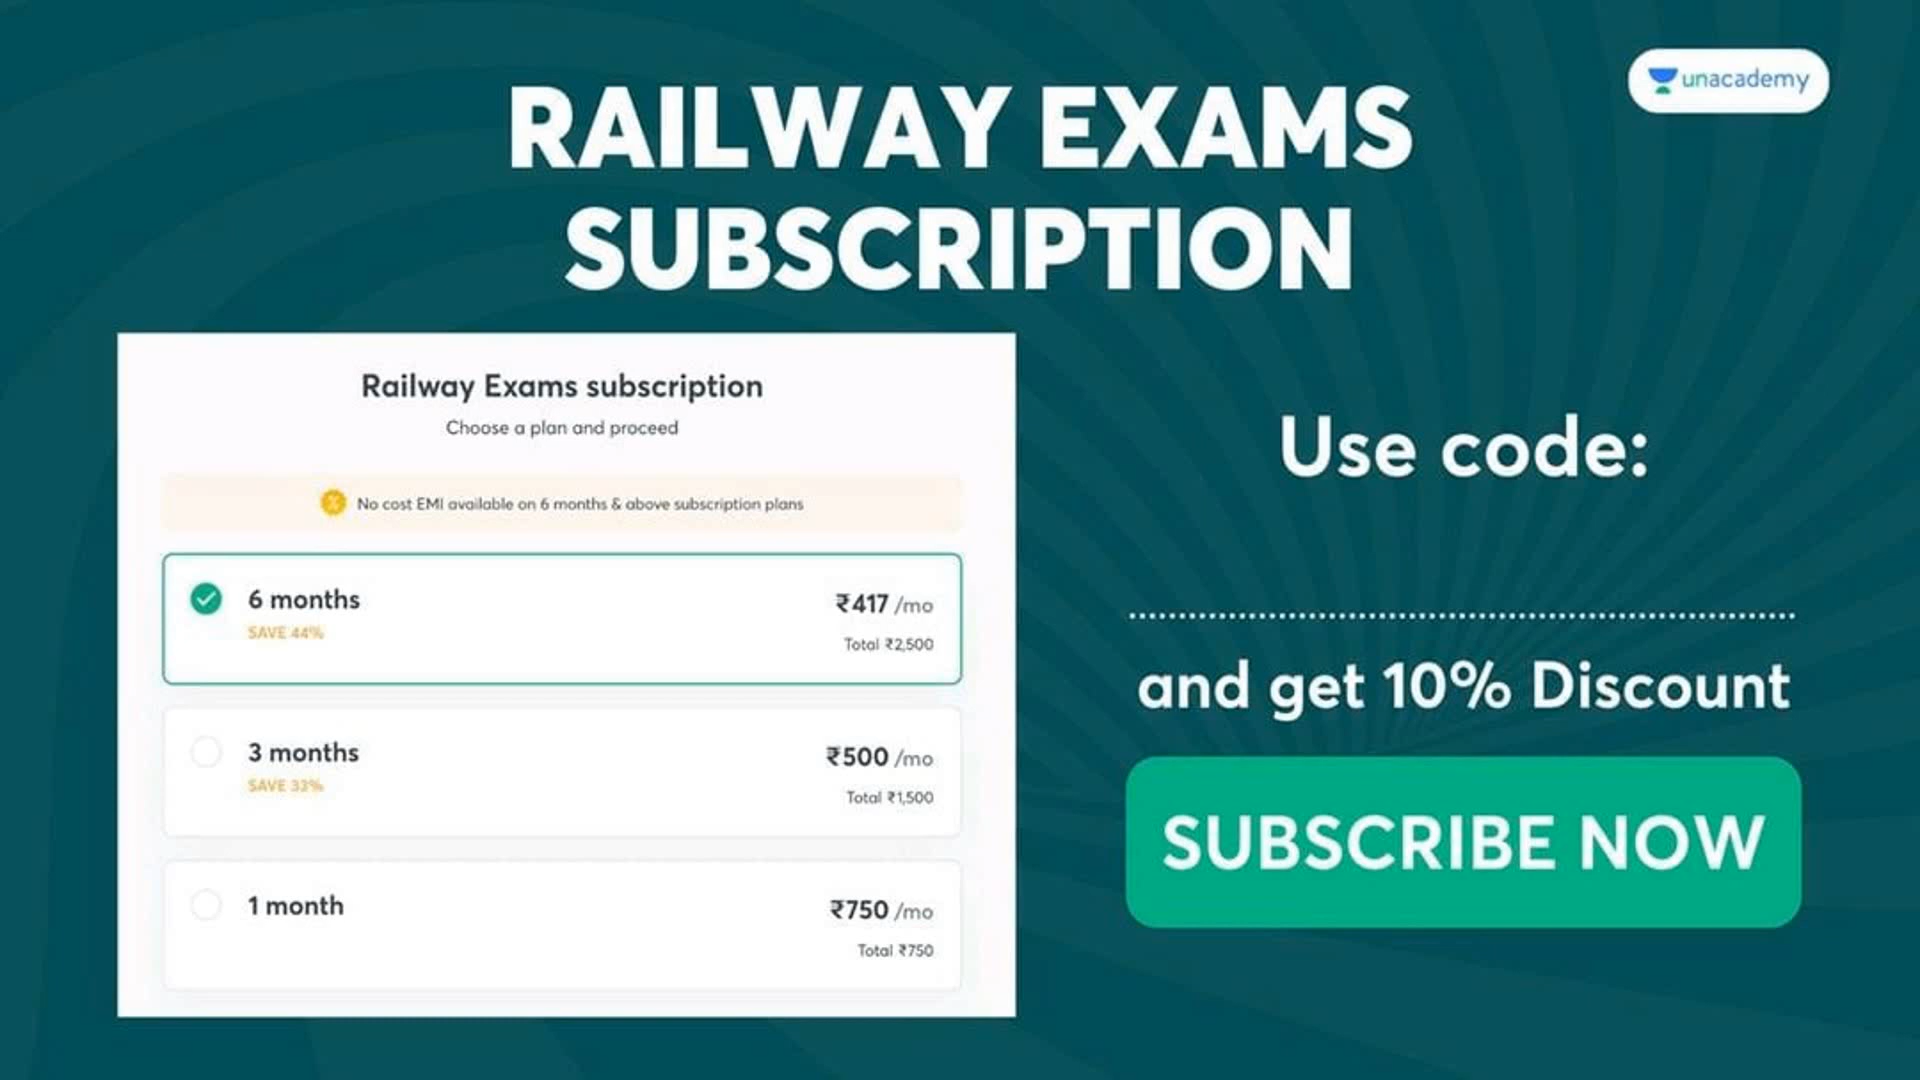 unacademy
RAILWAY EXAMS
SUBSCRIPTION
Railway Exams subscription
Choose a plan and proceed
No cost EMI available on 6 months & above subscription plans
6 months
SAVE 44%
₹417 /mo
Total ₹2,500
3 months
SAVE 33%
₹500 /mo
Total ₹1,500
1 month
₹750 /mo
Total ₹750
Use code:
and get 10% Discount
SUBSCRIBE NOW